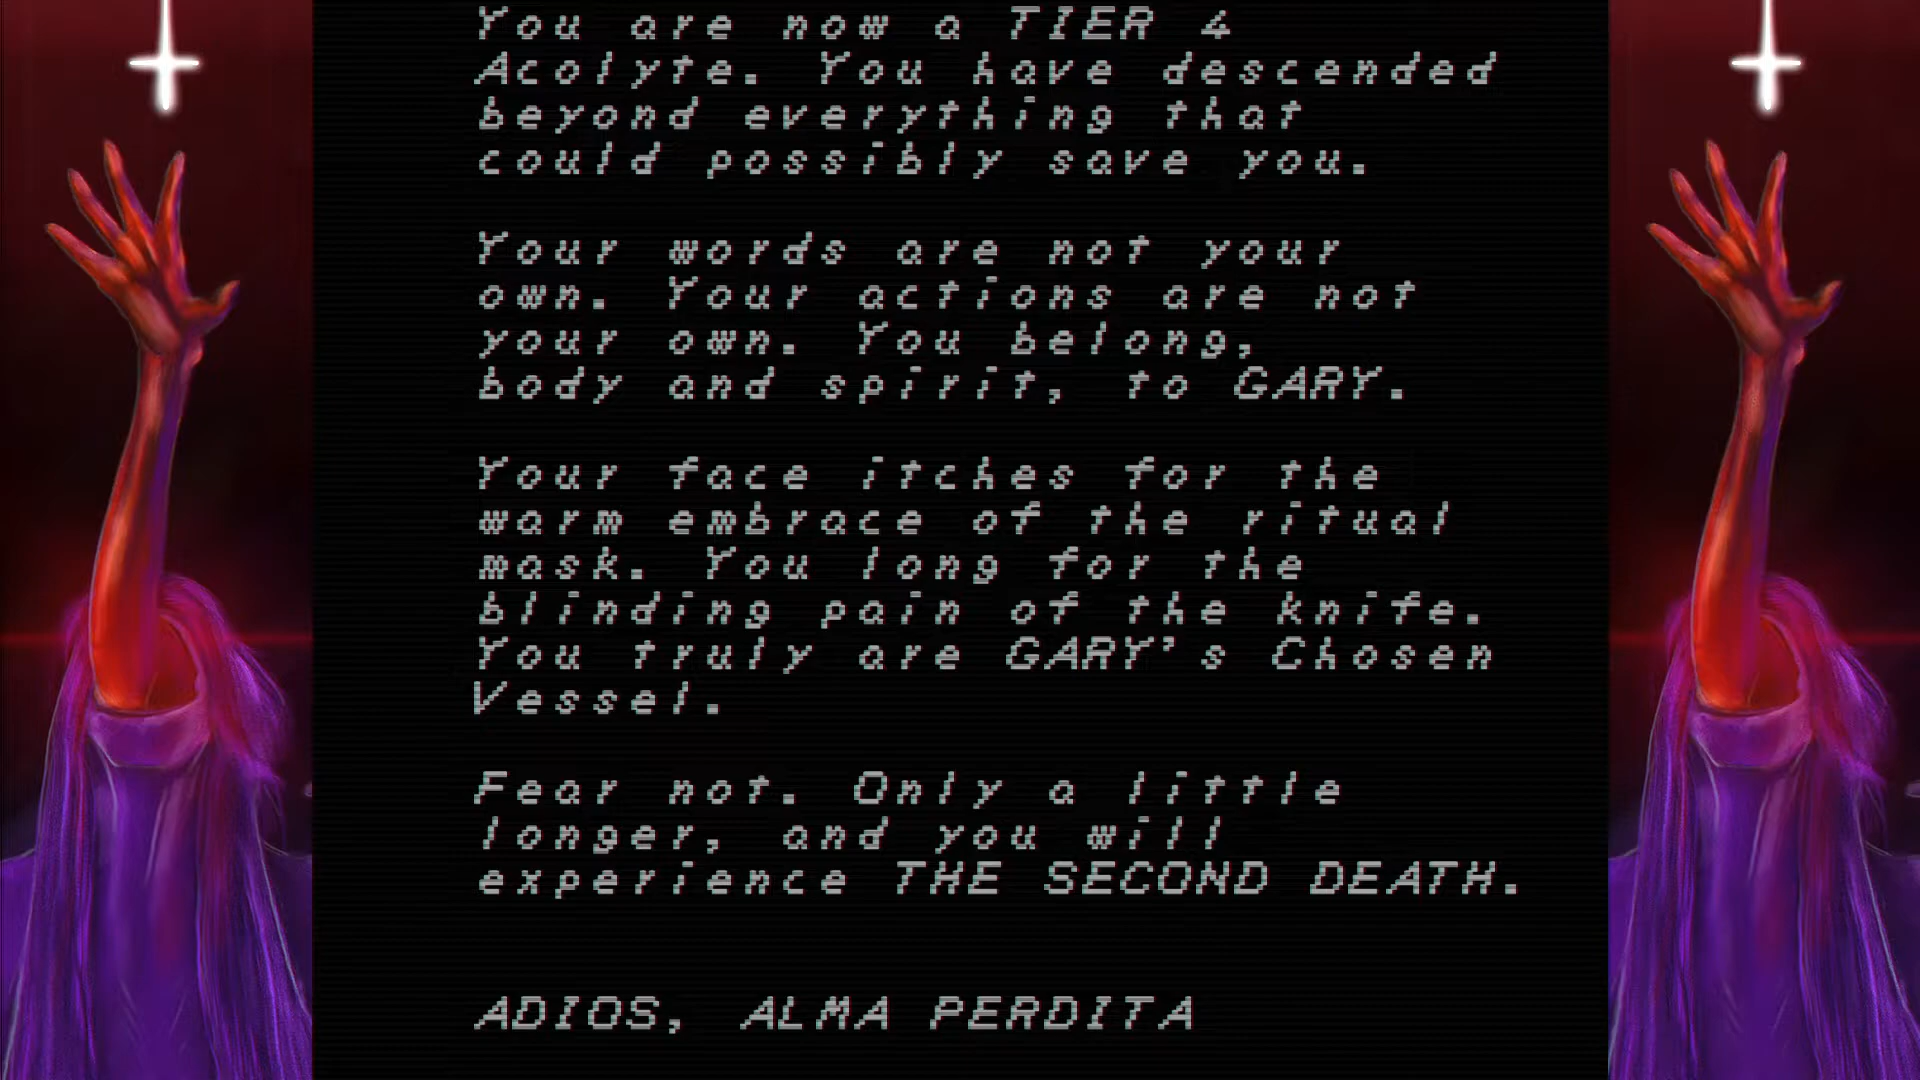 You are now a TIER 4
Acolyte. You have descended
beyond everything that
could possibly save you.
Your words are not your
own. Your actions are not
your own. You belong,
body and spirit, to GARY.
Your face itches for the
warm embrace of the ritual
mask. You long for the
blinding pain of the knife.
You truly are GARY's Chosen
Vessel.
Fear not. Only a little
longer, and you will
experience THE SECOND DEATH.
ADIOS, ALMA PERDITA